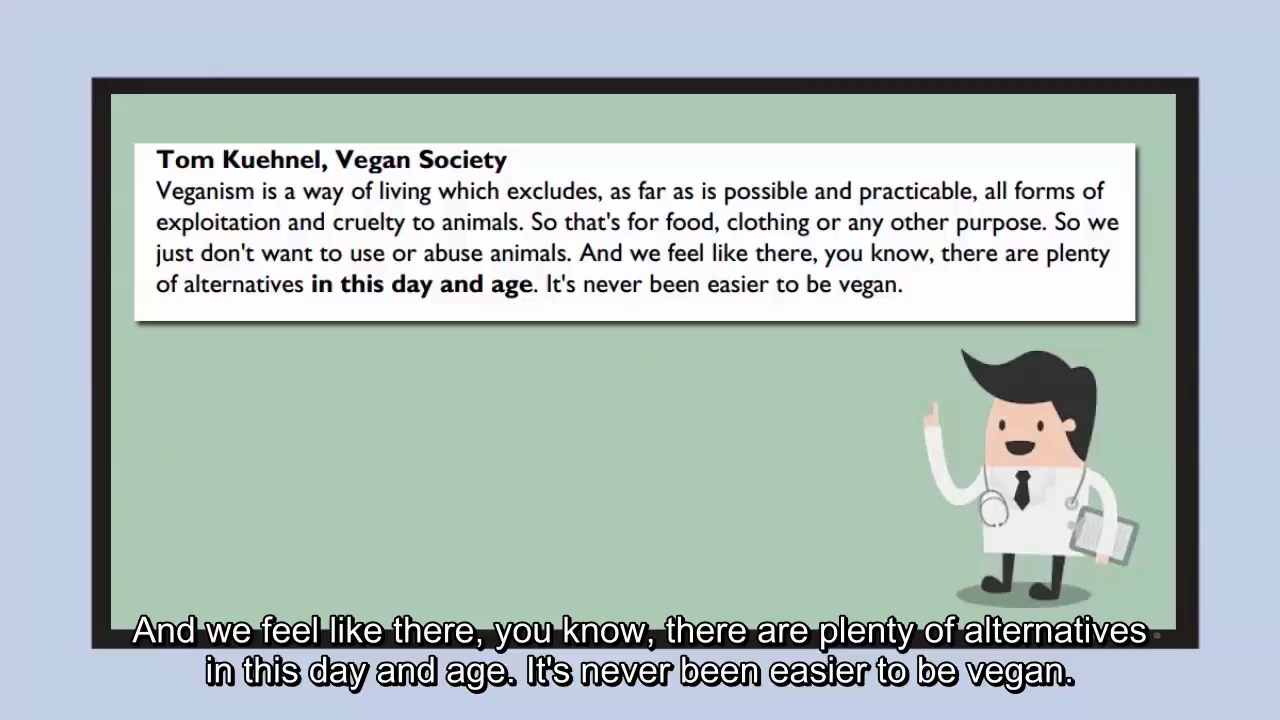 Tom Kuehnel, Vegan Society
Veganism is a way of living which excludes, as far as is possible and practicable, all forms of
exploitation and cruelty to animals. So that's for food, clothing or any other purpose. So we
just don't want to use or abuse animals. And we feel like there, you know, there are plenty
of alternatives in this day and age. It's never been easier to be vegan.
And we feel like there, you know, there are plenty of alternatives
in this day and age. It's never been easier to be vegan.